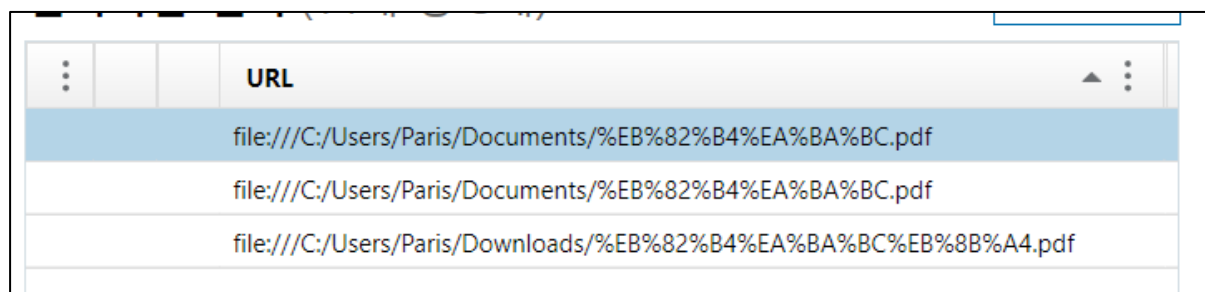 URL
file:///C:/Users/Paris/Documents/%EB%82%B4%EA%BA%BC.pdf
file:///C:/Users/Paris/Documents/%EB%82%B4%EA%BA%BC.pdf
file:///C:/Users/Paris/Downloads/%EB%82%B4%EA%BA%BC%EB%8B%A4.pdf